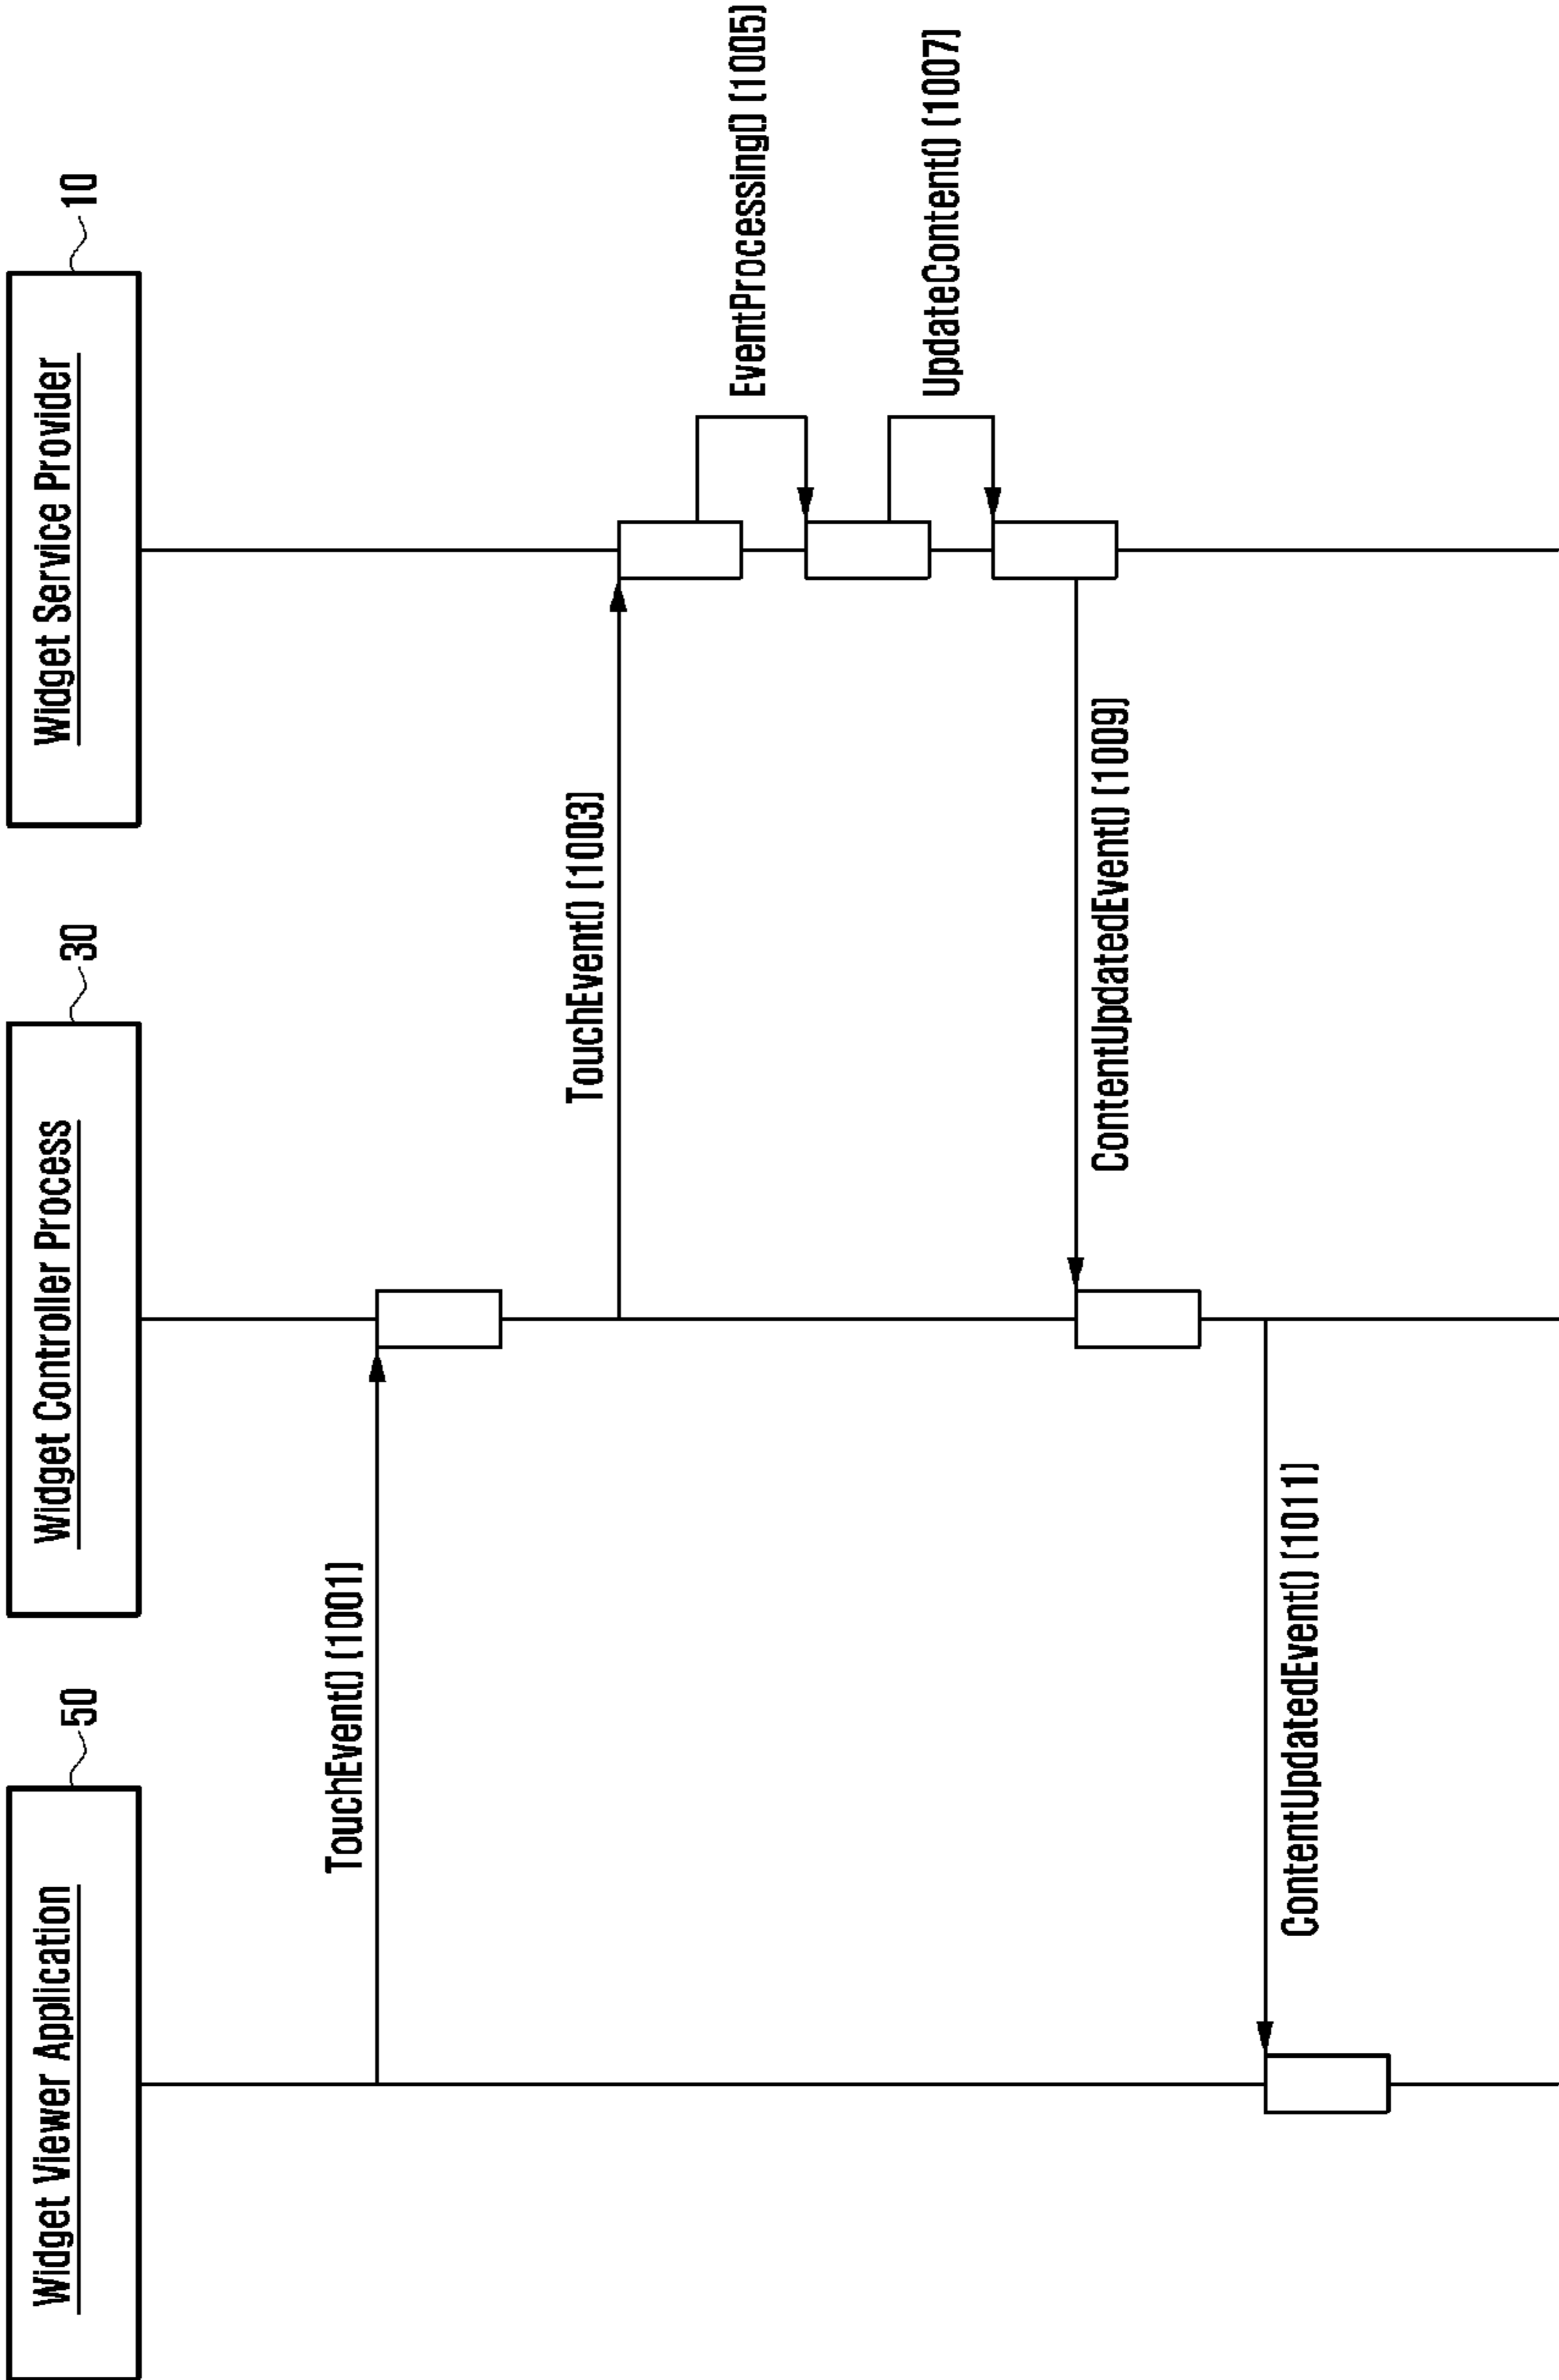 Widget Viewer Application
50
Widget Controller Process
30
Widget Service Provider
10
TouchEvent() (1001)
TouchEvent() (1003)
EventProcessing() (1005)
UpdateContent() (1007)
ContentUpdatedEvent() (1009)
ContentUpdatedEvent() (1011)